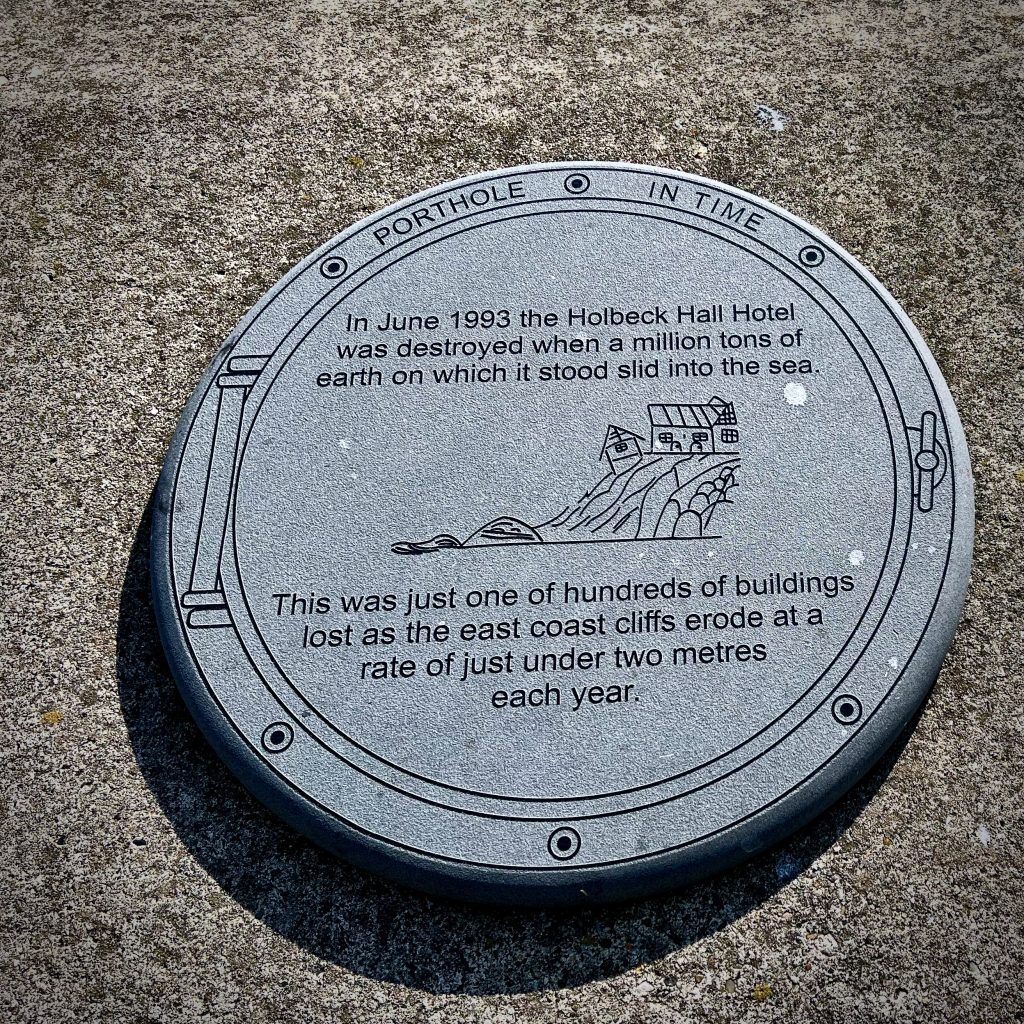 PORTHOLE IN TIME
In June 1993 the Holbeck Hall Hotel
was destroyed when a million tons of
earth on which it stood slid into the sea.
This was just one of hundreds of buildings
lost as the east coast cliffs erode at a
rate of just under two metres
each year.